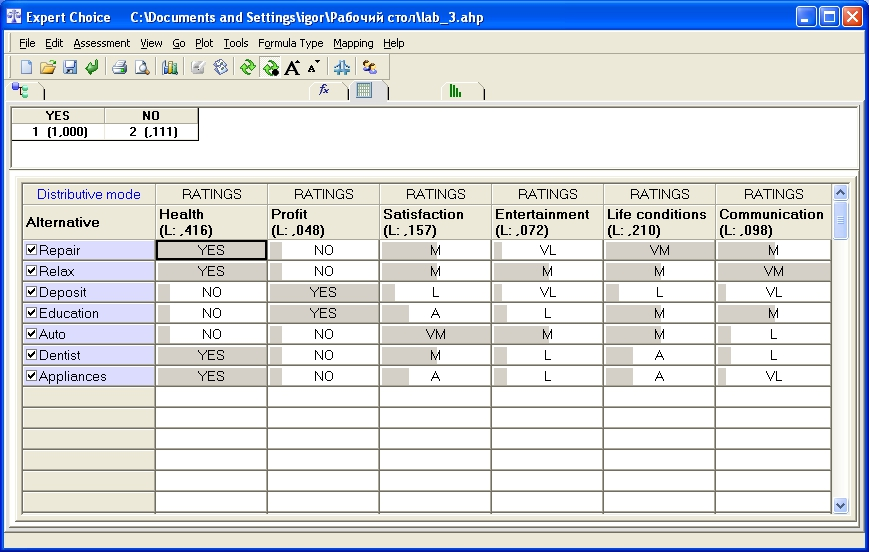 Expert Choice C:\Documents and Settings\igor\Рабочий стол\lab_3.ahp
File Edit Assessment View Go Plot Tools Formula Type Mapping Help
YES NO
1 (1,000) 2 (,111)
Distributive mode RATINGS RATINGS RATINGS RATINGS RATINGS RATINGS
Alternative Health (L: ,416) Profit (L: ,048) Satisfaction (L: ,157) Entertainment (L: ,072) Life conditions (L: ,210) Communication (L: ,098)
Repair YES NO M VL VM M
Relax YES NO M M M VM
Deposit NO YES L VL L VL
Education NO YES A L M M
Auto NO NO VM M M L
Dentist YES NO M L A L
Appliances YES NO A L A VL